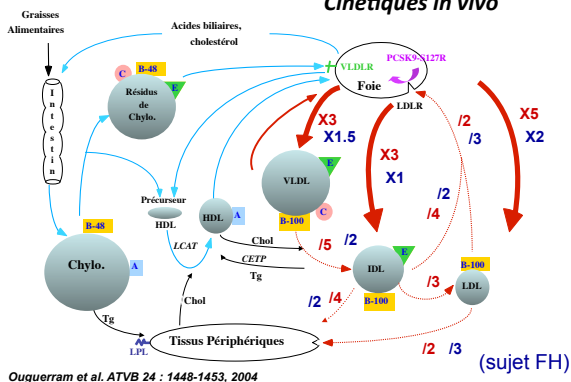 Cinétiques in vivo
Graisses
Alimentaires
Acides biliaires,
cholestérol
Intestin
C
B-48
E
Résidus
de
Chylo.
VLDLR
PCSK9-S127R
Foie
LDLR
X3
X1.5
X3
X1
/2
/3
X5
X2
/2
/4
E
VLDL
B-100
C
Précurseur
HDL
HDL
A
LCAT
Chol
CETP
Tg
/5
/2
B-48
Chylo.
A
E
IDL
B-100
/3
/3
B-100
LDL
Tg
Chol
/2
/4
LPL
Tissus Périphériques
/2
/3
(sujet FH)
Ouguerram et al. ATVB 24 : 1448-1453, 2004